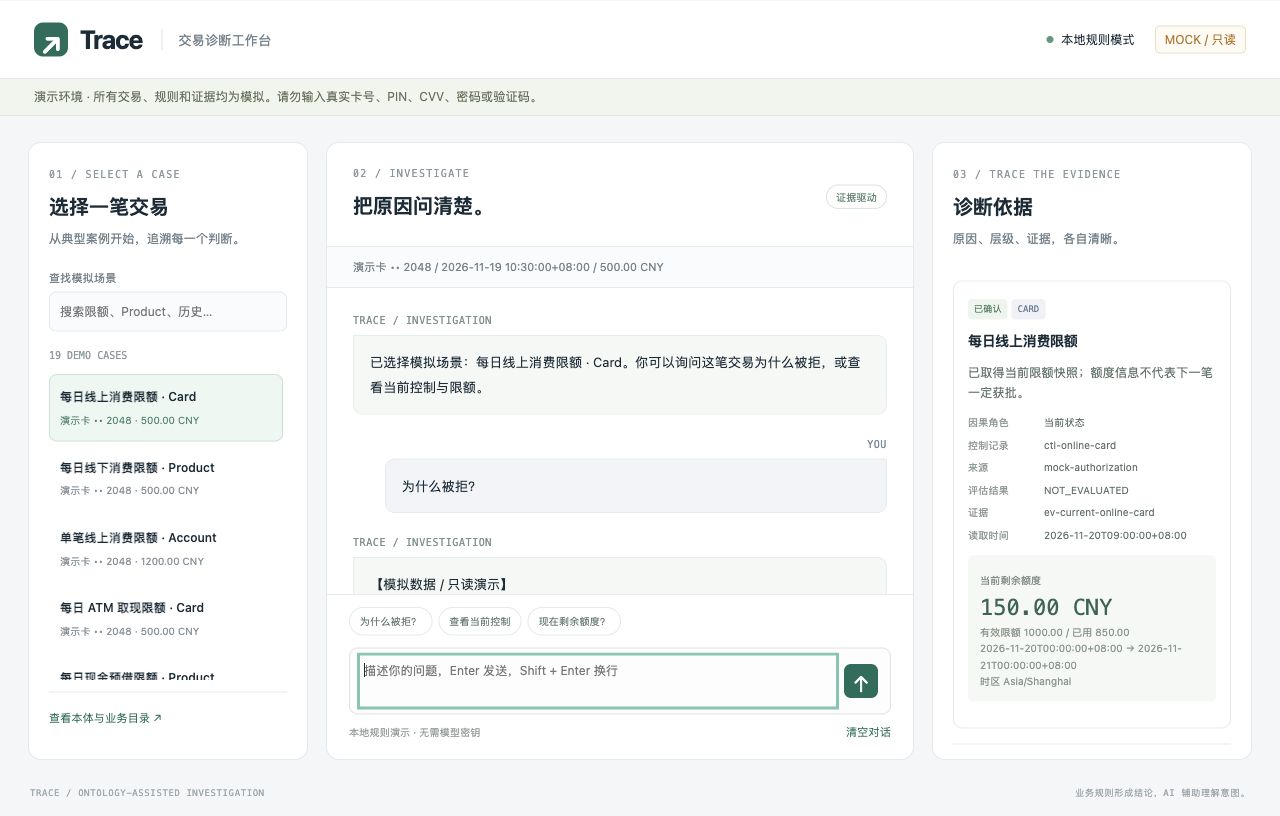 Trace
交易诊断工作台
本地规则模式
MOCK / 只读
演示环境 · 所有交易、规则和证据均为模拟。请勿输入真实卡号、PIN、CVV、密码或验证码。
01 / SELECT A CASE
选择一笔交易
从典型案例开始，追溯每一个判断。
查找模拟场景
搜索限额、Product、历史...
19 DEMO CASES
每日线上消费限额 · Card
演示卡 •• 2048 · 500.00 CNY
每日线下消费限额 · Product
演示卡 •• 2048 · 500.00 CNY
单笔线上消费限额 · Account
演示卡 •• 2048 · 1200.00 CNY
每日 ATM 取现限额 · Card
演示卡 •• 2048 · 500.00 CNY
每日现金预借限额 · Product
查看本体与业务目录 ↗
02 / INVESTIGATE
把原因问清楚。
证据驱动
演示卡 •• 2048 / 2026-11-19 10:30:00+08:00 / 500.00 CNY
TRACE / INVESTIGATION
已选择模拟场景：每日线上消费限额 · Card。你可以询问这笔交易为什么被拒，或查
看当前控制与限额。
YOU
为什么被拒?
TRACE / INVESTIGATION
【模拟数据 / 只读演示】
为什么被拒?
查看当前控制
现在剩余额度?
描述你的问题，Enter 发送，Shift + Enter 换行
本地规则演示 · 无需模型密钥
清空对话
03 / TRACE THE EVIDENCE
诊断依据
原因、层级、证据，各自清晰。
已确认
CARD
每日线上消费限额
已取得当前限额快照；额度信息不代表下一笔
一定获批。
因果角色 当前状态
控制记录 ctl-online-card
来源 mock-authorization
评估结果 NOT_EVALUATED
证据 ev-current-online-card
读取时间 2026-11-20T09:00:00+08:00
当前剩余额度
150.00 CNY
有效限额 1000.00 / 已用 850.00
2026-11-20T00:00:00+08:00 → 2026-11-
21T00:00:00+08:00
时区 Asia/Shanghai
TRACE / ONTOLOGY-ASSISTED INVESTIGATION
业务规则形成结论，AI 辅助理解意图。